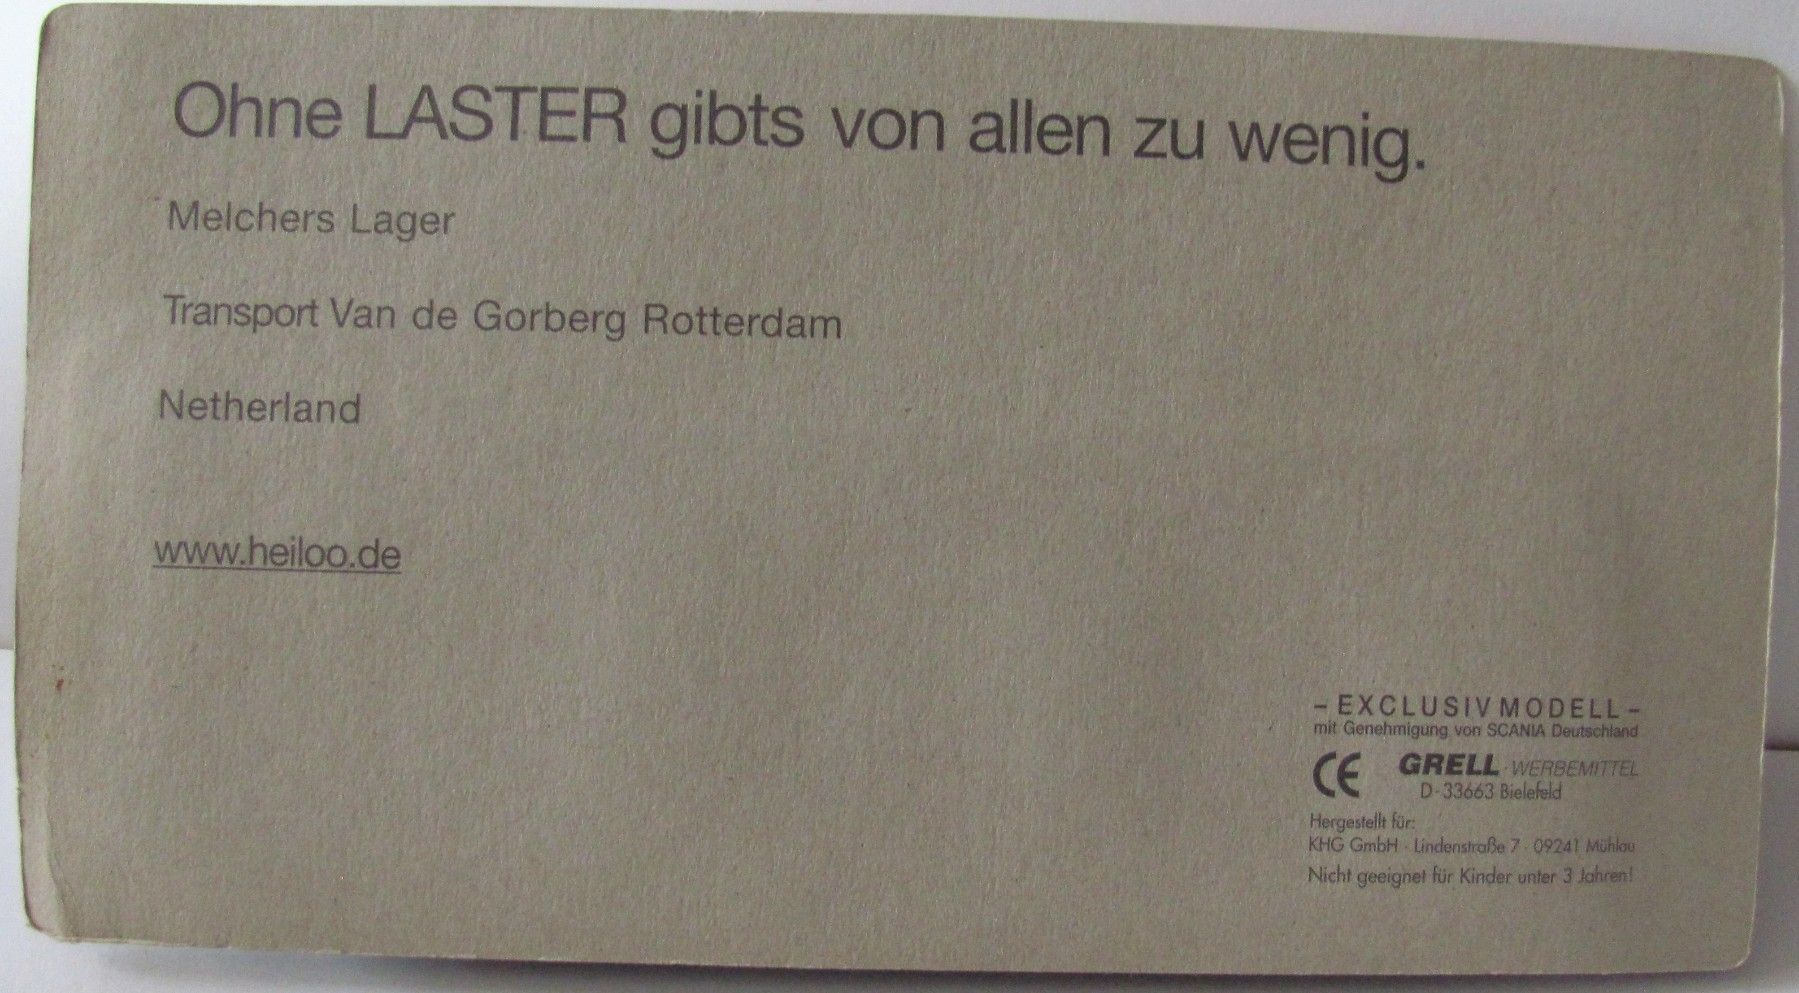 Ohne LASTER gibts von allen zu wenig.
Melchers Lager
Transport Van de Gorberg Rotterdam
Netherland
www.heiloo.de
– EXCLUSIV MODELL –
mit Genehmigung von SCANIA Deutschland
CE GRELL · WERBEMITTEL
D-33663 Bielefeld
Hergestellt für:
KHG GmbH · Lindenstraße 7 · 09241 Mühlau
Nicht geeignet für Kinder unter 3 Jahren!